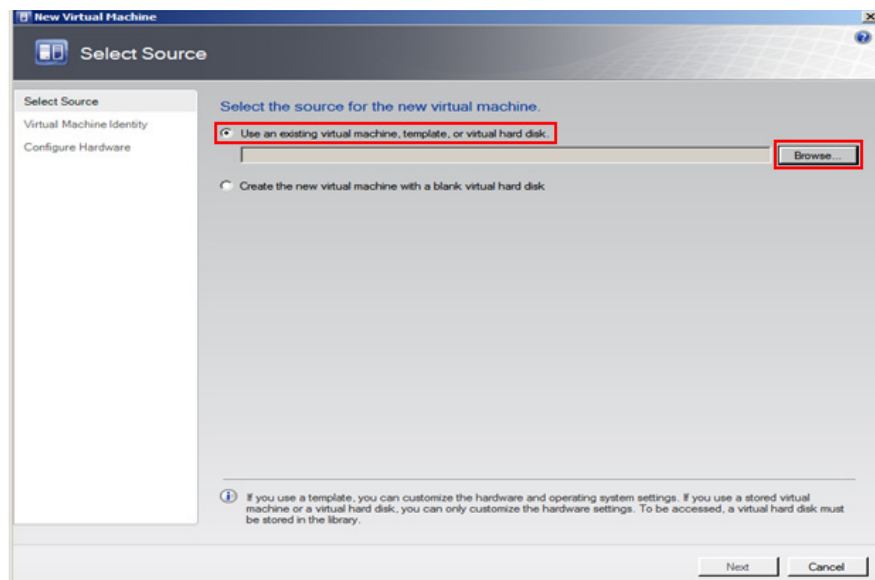 New Virtual Machine
Select Source
Select Source
Virtual Machine Identity
Configure Hardware
Select the source for the new virtual machine.
Use an existing virtual machine, template, or virtual hard disk.
Browse...
Create the new virtual machine with a blank virtual hard disk
If you use a template, you can customize the hardware and operating system settings. If you use a stored virtual
machine or a virtual hard disk, you can only customize the hardware settings. To be accessed, a virtual hard disk must
be stored in the library.
Next
Cancel